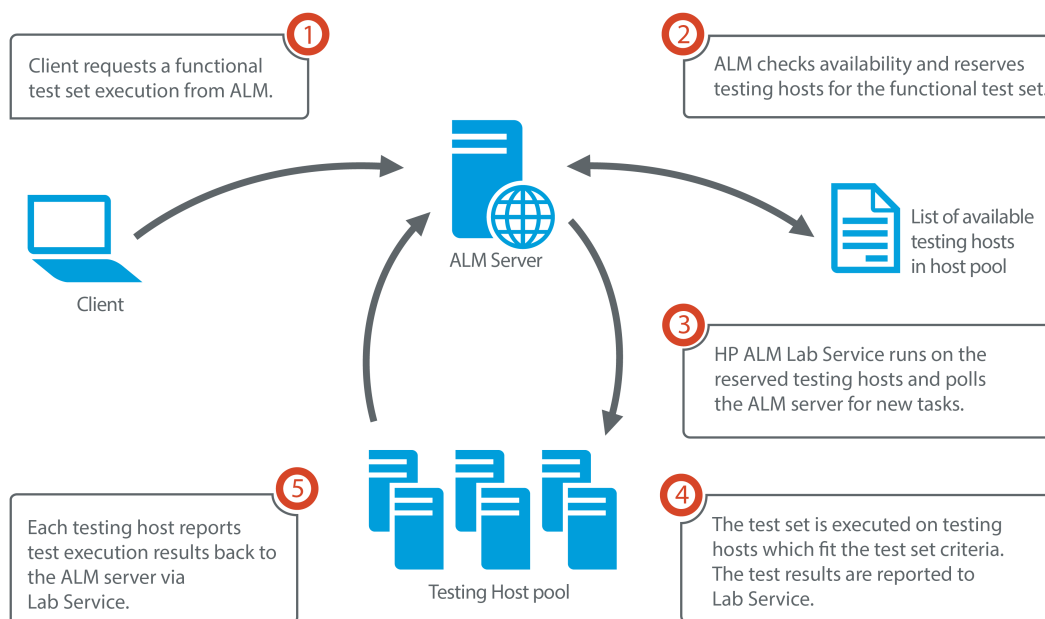 1
Client requests a functional
test set execution from ALM.
2
ALM checks availability and reserves
testing hosts for the functional test set.
Client
ALM Server
List of available
testing hosts
in host pool
3
HP ALM Lab Service runs on the
reserved testing hosts and polls
the ALM server for new tasks.
5
Each testing host reports
test execution results back to
the ALM server via
Lab Service.
Testing Host pool
4
The test set is executed on testing
hosts which fit the test set criteria.
The test results are reported to
Lab Service.